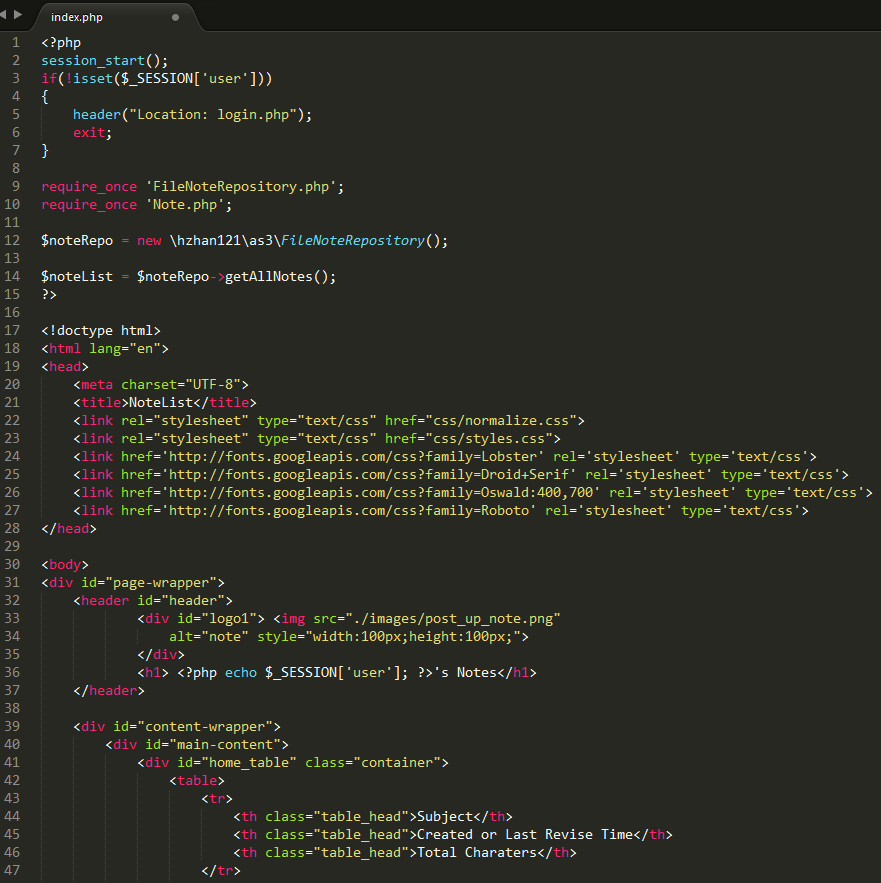 index.php
1 <?php
2 session_start();
3 if(!isset($_SESSION['user']))
4 {
5     header("Location: login.php");
6     exit;
7 }
8
9 require_once 'FileNoteRepository.php';
10 require_once 'Note.php';
11
12 $noteRepo = new \hzhan121\as3\FileNoteRepository();
13
14 $noteList = $noteRepo->getAllNotes();
15 ?>
16
17 <!doctype html>
18 <html lang="en">
19 <head>
20     <meta charset="UTF-8">
21     <title>NoteList</title>
22     <link rel="stylesheet" type="text/css" href="css/normalize.css">
23     <link rel="stylesheet" type="text/css" href="css/styles.css">
24     <link href='http://fonts.googleapis.com/css?family=Lobster' rel='stylesheet' type='text/css'>
25     <link href='http://fonts.googleapis.com/css?family=Droid+Serif' rel='stylesheet' type='text/css'>
26     <link href='http://fonts.googleapis.com/css?family=Oswald:400,700' rel='stylesheet' type='text/css'>
27     <link href='http://fonts.googleapis.com/css?family=Roboto' rel='stylesheet' type='text/css'>
28 </head>
29
30 <body>
31 <div id="page-wrapper">
32     <header id="header">
33             <div id="logo1"> <img src="./images/post_up_note.png"
34                 alt="note" style="width:100px;height:100px;">
35             </div>
36             <h1> <?php echo $_SESSION['user']; ?>'s Notes</h1>
37     </header>
38
39     <div id="content-wrapper">
40         <div id="main-content">
41             <div id="home_table" class="container">
42                 <table>
43                     <tr>
44                         <th class="table_head">Subject</th>
45                         <th class="table_head">Created or Last Revise Time</th>
46                         <th class="table_head">Total Charaters</th>
47                     </tr>